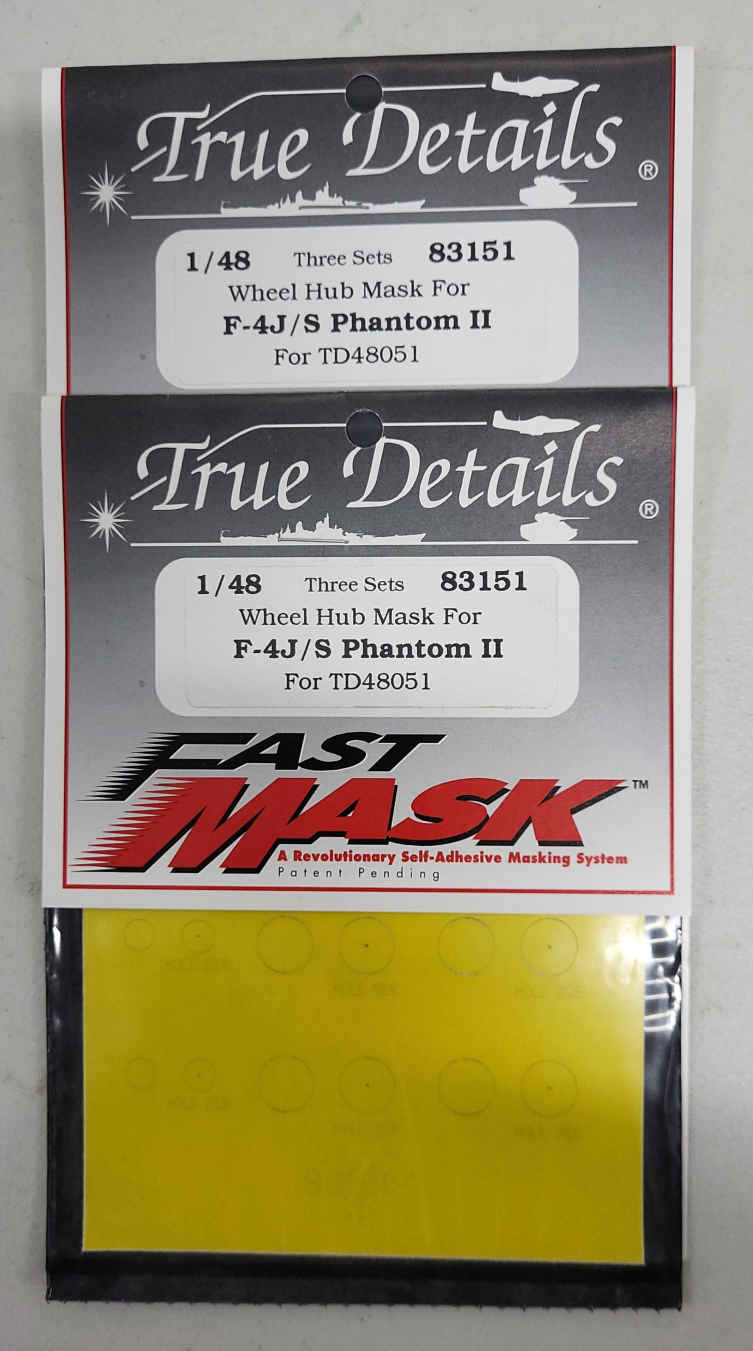 True Details ®
1/48 Three Sets 83151
Wheel Hub Mask For
F-4J/S Phantom II
For TD48051
True Details ®
1/48 Three Sets 83151
Wheel Hub Mask For
F-4J/S Phantom II
For TD48051
FAST
MASK™
A Revolutionary Self-Adhesive Masking System
Patent Pending